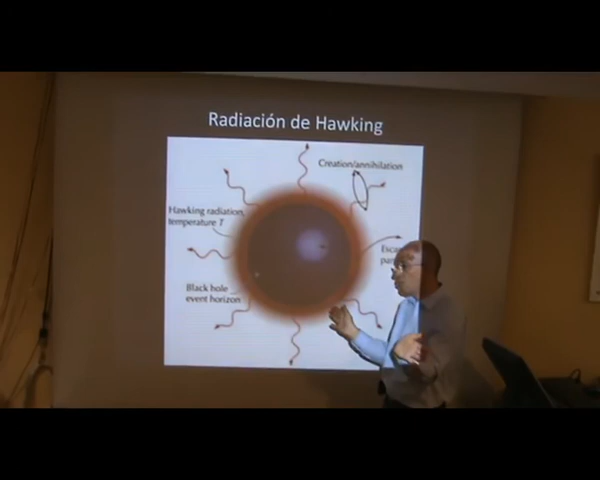 Radiación de Hawking
Creation/annihilation
Hawking radiation,
temperature T
Black hole
event horizon